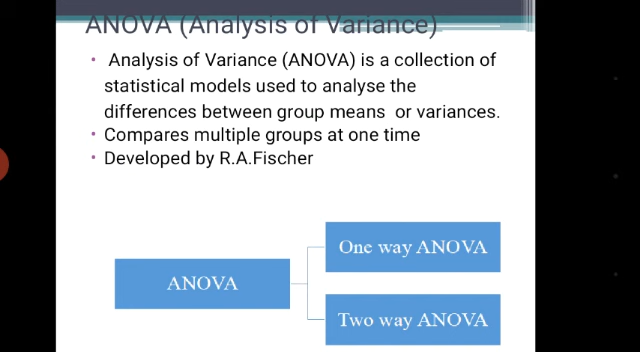 ANOVA (Analysis of Variance)
• Analysis of Variance (ANOVA) is a collection of
statistical models used to analyse the
differences between group means or variances.
• Compares multiple groups at one time
• Developed by R.A.Fischer
One way ANOVA
ANOVA
Two way ANOVA